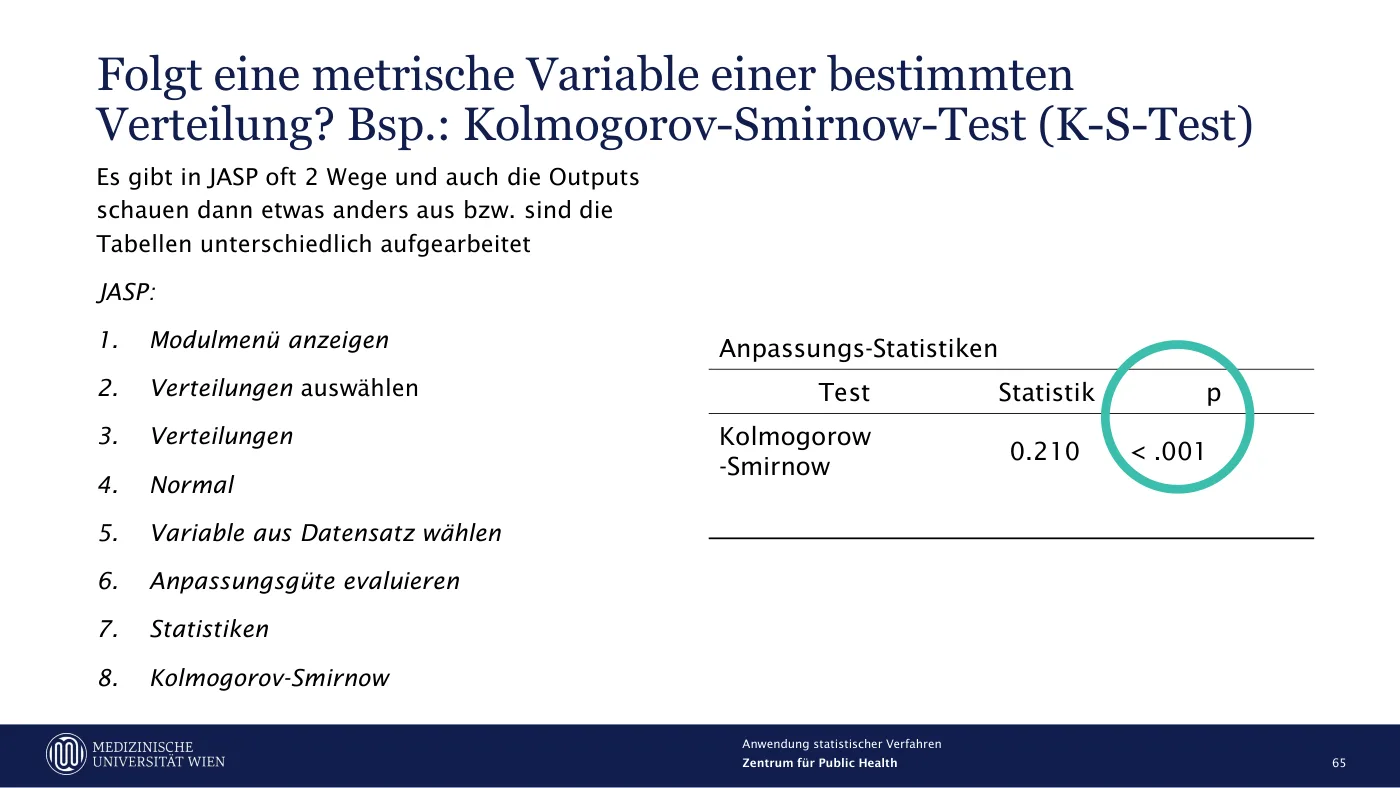 Folgt eine metrische Variable einer bestimmten
Verteilung? Bsp.: Kolmogorov-Smirnow-Test (K-S-Test)
Es gibt in JASP oft 2 Wege und auch die Outputs
schauen dann etwas anders aus bzw. sind die
Tabellen unterschiedlich aufgearbeitet
JASP:
1. Modulmenü anzeigen
2. Verteilungen auswählen
3. Verteilungen
4. Normal
5. Variable aus Datensatz wählen
6. Anpassungsgüte evaluieren
7. Statistiken
8. Kolmogorov-Smirnow
Anpassungs-Statistiken
Test Statistik p
Kolmogorow
-Smirnow 0.210 < .001
MEDIZINISCHE
UNIVERSITÄT WIEN
Anwendung statistischer Verfahren
Zentrum für Public Health
65